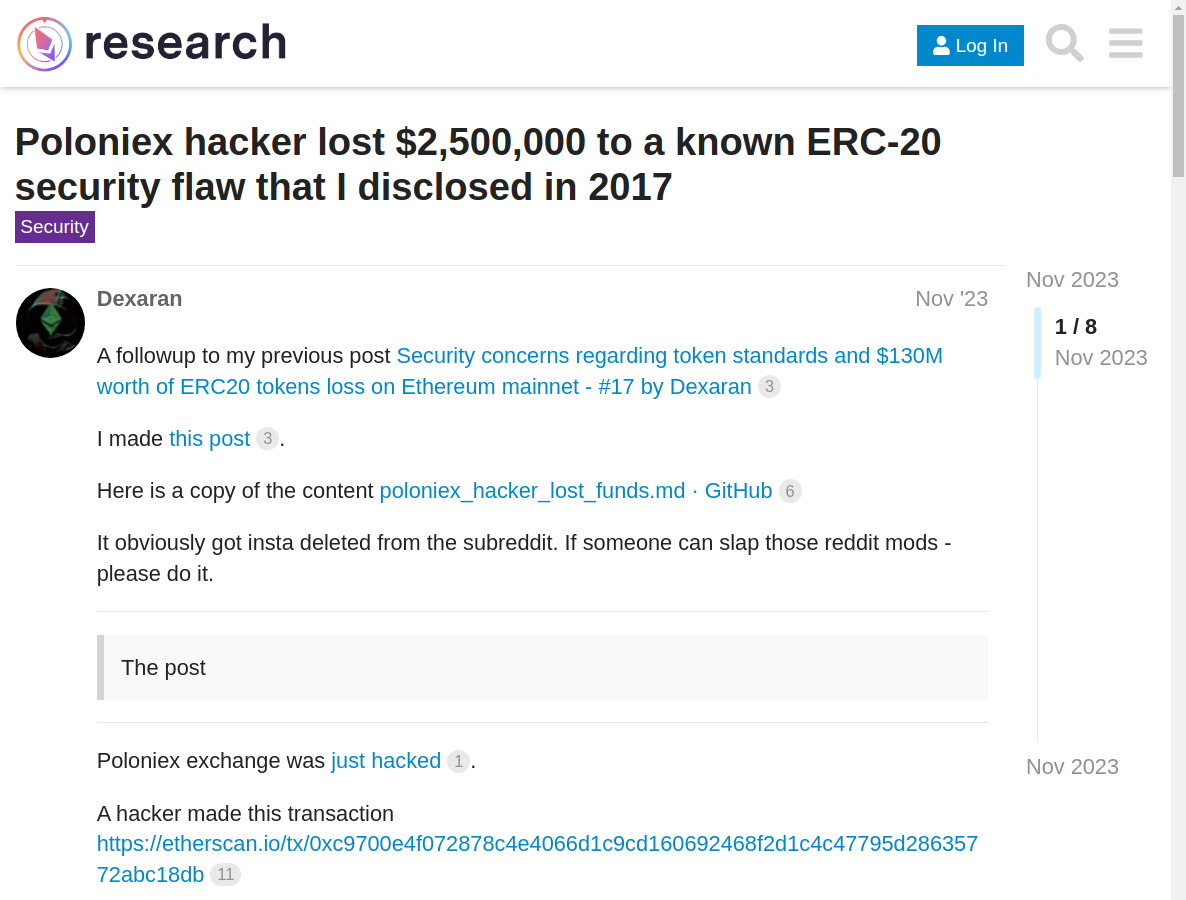 research
Log In
Poloniex hacker lost $2,500,000 to a known ERC-20
security flaw that I disclosed in 2017
Security
Dexaran
Nov '23
A followup to my previous post Security concerns regarding token standards and $130M
worth of ERC20 tokens loss on Ethereum mainnet - #17 by Dexaran 3
I made this post 3.
Here is a copy of the content poloniex_hacker_lost_funds.md · GitHub 6
It obviously got insta deleted from the subreddit. If someone can slap those reddit mods -
please do it.
The post
Poloniex exchange was just hacked 1.
A hacker made this transaction
https://etherscan.io/tx/0xc9700e4f072878c4e4066d1c9cd160692468f2d1c4c47795d286357
72abc18db 11
Nov 2023
1 / 8
Nov 2023
Nov 2023